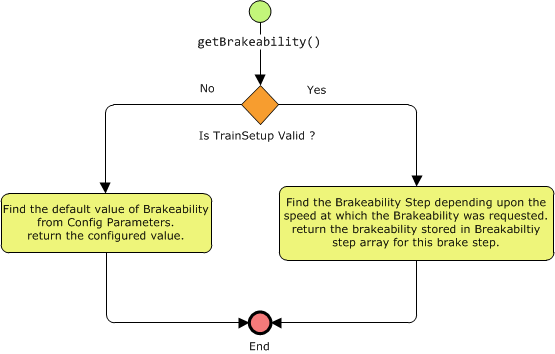 getBrakeability()
No
Yes
Is TrainSetup Valid ?
Find the default value of Brakeability
from Config Parameters.
return the configured value.
Find the Brakeability Step depending upon the
speed at which the Brakeability was requested.
return the brakeability stored in Breakabiltiy
step array for this brake step.
End